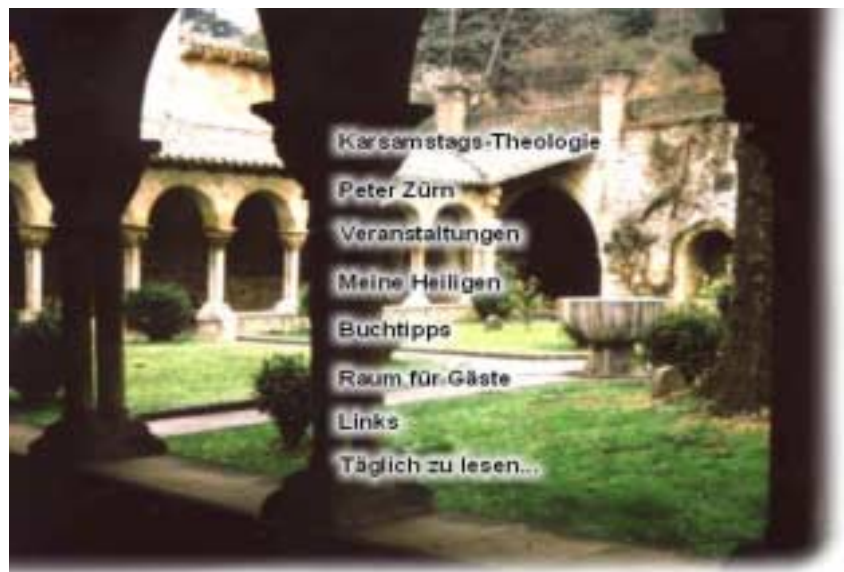 Karsamstags-Theologie
Peter Zürn
Veranstaltungen
Meine Heiligen
Buchtipps
Raum für Gäste
Links
Täglich zu lesen...